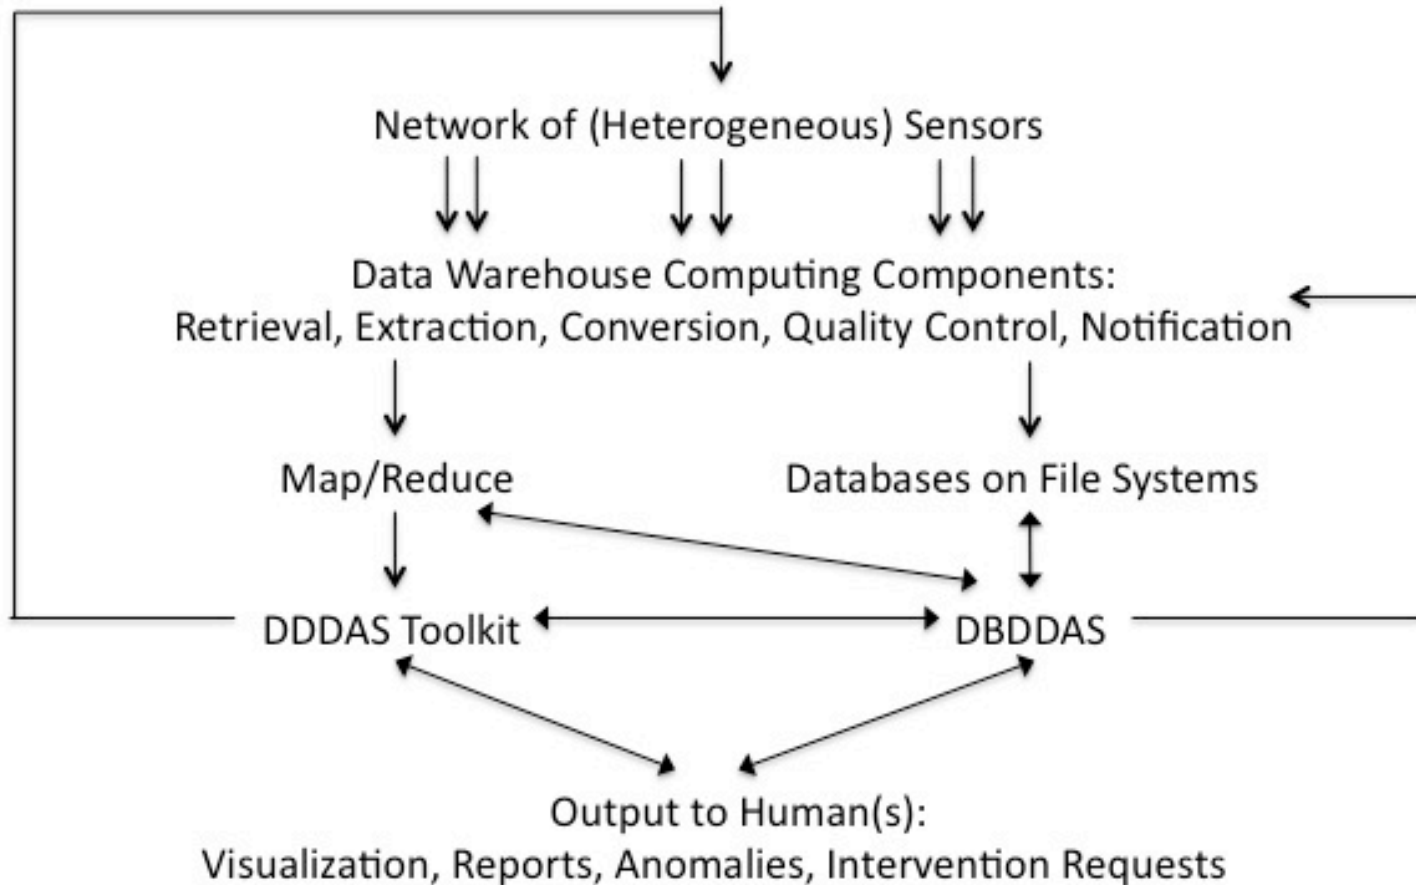 Network of (Heterogeneous) Sensors
Data Warehouse Computing Components:
Retrieval, Extraction, Conversion, Quality Control, Notification
Map/Reduce
Databases on File Systems
DDDAS Toolkit
DBDDAS
Output to Human(s):
Visualization, Reports, Anomalies, Intervention Requests